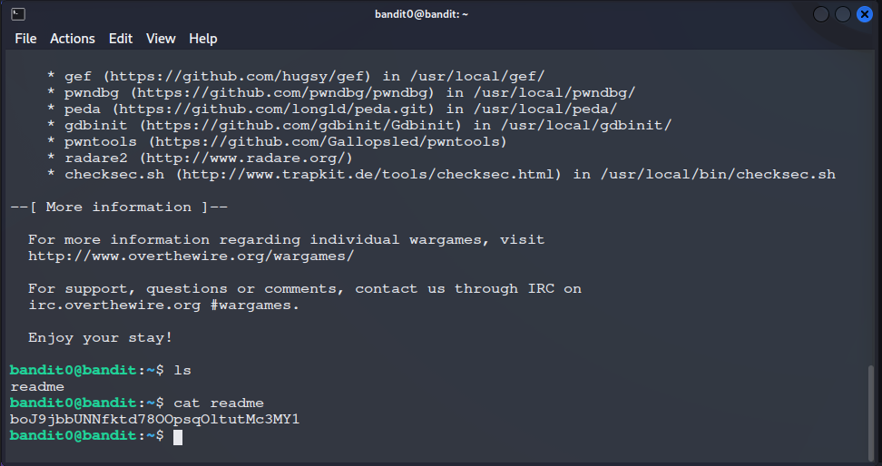 bandit0@bandit: ~
File Actions Edit View Help
* gef (https://github.com/hugsy/gef) in /usr/local/gef/
* pwndbg (https://github.com/pwndbg/pwndbg) in /usr/local/pwndbg/
* peda (https://github.com/longld/peda.git) in /usr/local/peda/
* gdbinit (https://github.com/gdbinit/Gdbinit) in /usr/local/gdbinit/
* pwntools (https://github.com/Gallopsled/pwntools)
* radare2 (http://www.radare.org/)
* checksec.sh (http://www.trapkit.de/tools/checksec.html) in /usr/local/bin/checksec.sh
--[ More information ]--
For more information regarding individual wargames, visit
http://www.overthewire.org/wargames/
For support, questions or comments, contact us through IRC on
irc.overthewire.org #wargames.
Enjoy your stay!
bandit0@bandit:~$ ls
readme
bandit0@bandit:~$ cat readme
boJ9jbbUNNfktd78OOpsqOltutMc3MY1
bandit0@bandit:~$